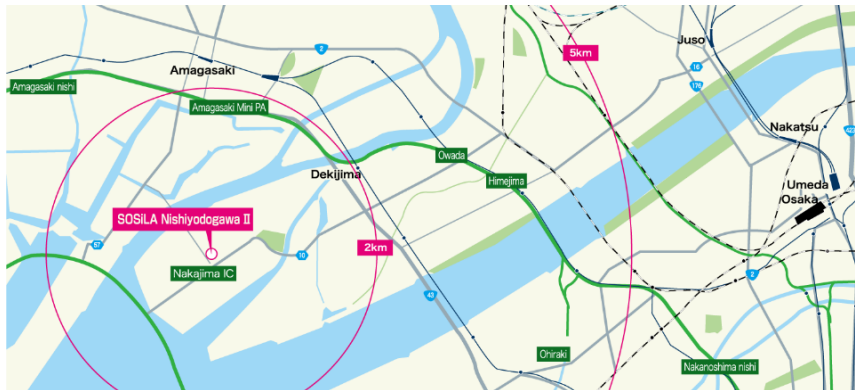 2
5km
Juso
16
176
Amagasaki
Amagasaki nishi
Amagasaki Mini PA
Nakatsu
423
Owada
Dekijima
Himejima
Umeda
Osaka
SOSiLA Nishiyodogawa Ⅱ
57
2km
10
Nakajima IC
2
43
Ohiraki
Nakanoshima nishi